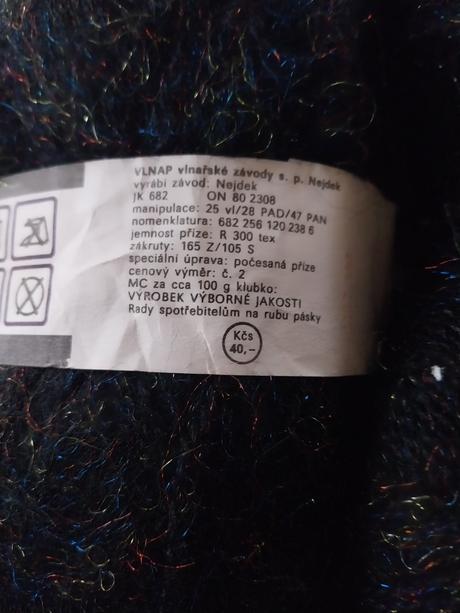 VLNAP vlnařské závody s. p. Nejdek
vyrábí závod: Nejdek
JK 682 ON 80 2308
manipulace: 25 vl/28 PAD/47 PAN
nomenklatura: 682 256 120 238 6
jemnost příze: R 300 tex
zákruty: 165 Z/105 S
speciální úprava: počesaná příze
cenový výměr: č. 2
MC za cca 100 g klubko:
VÝROBEK VÝBORNÉ JAKOSTI
Rady spotřebitelům na rubu pásky
Kčs
40,–